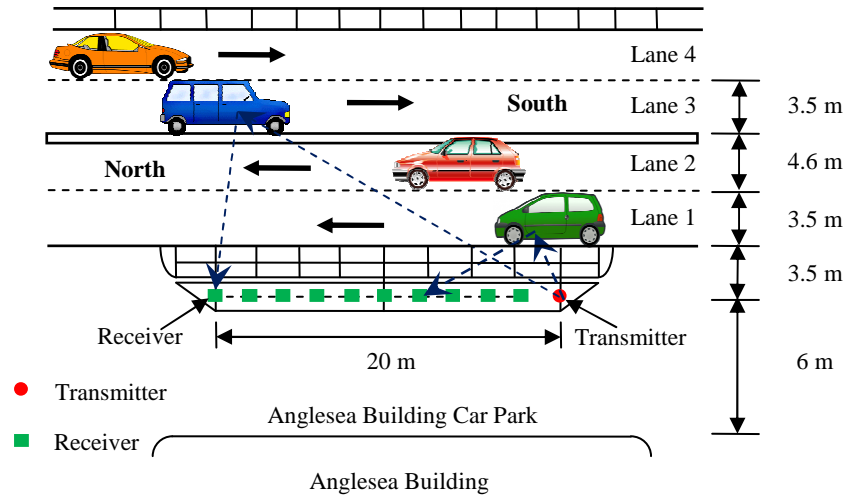 Lane 4
South
Lane 3
3.5 m
North
Lane 2
4.6 m
Lane 1
3.5 m
3.5 m
Receiver
Transmitter
20 m
6 m
Transmitter
Anglesea Building Car Park
Receiver
Anglesea Building